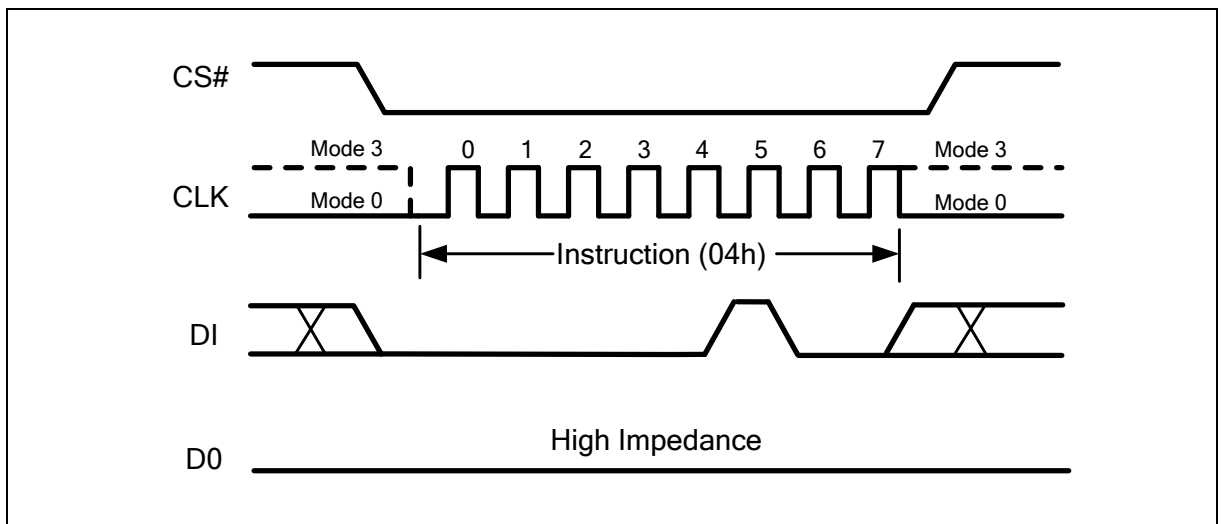 CS#
Mode 3 0 1 2 3 4 5 6 7 Mode 3
CLK
Mode 0 Mode 0
Instruction (04h)
DI
High Impedance
D0